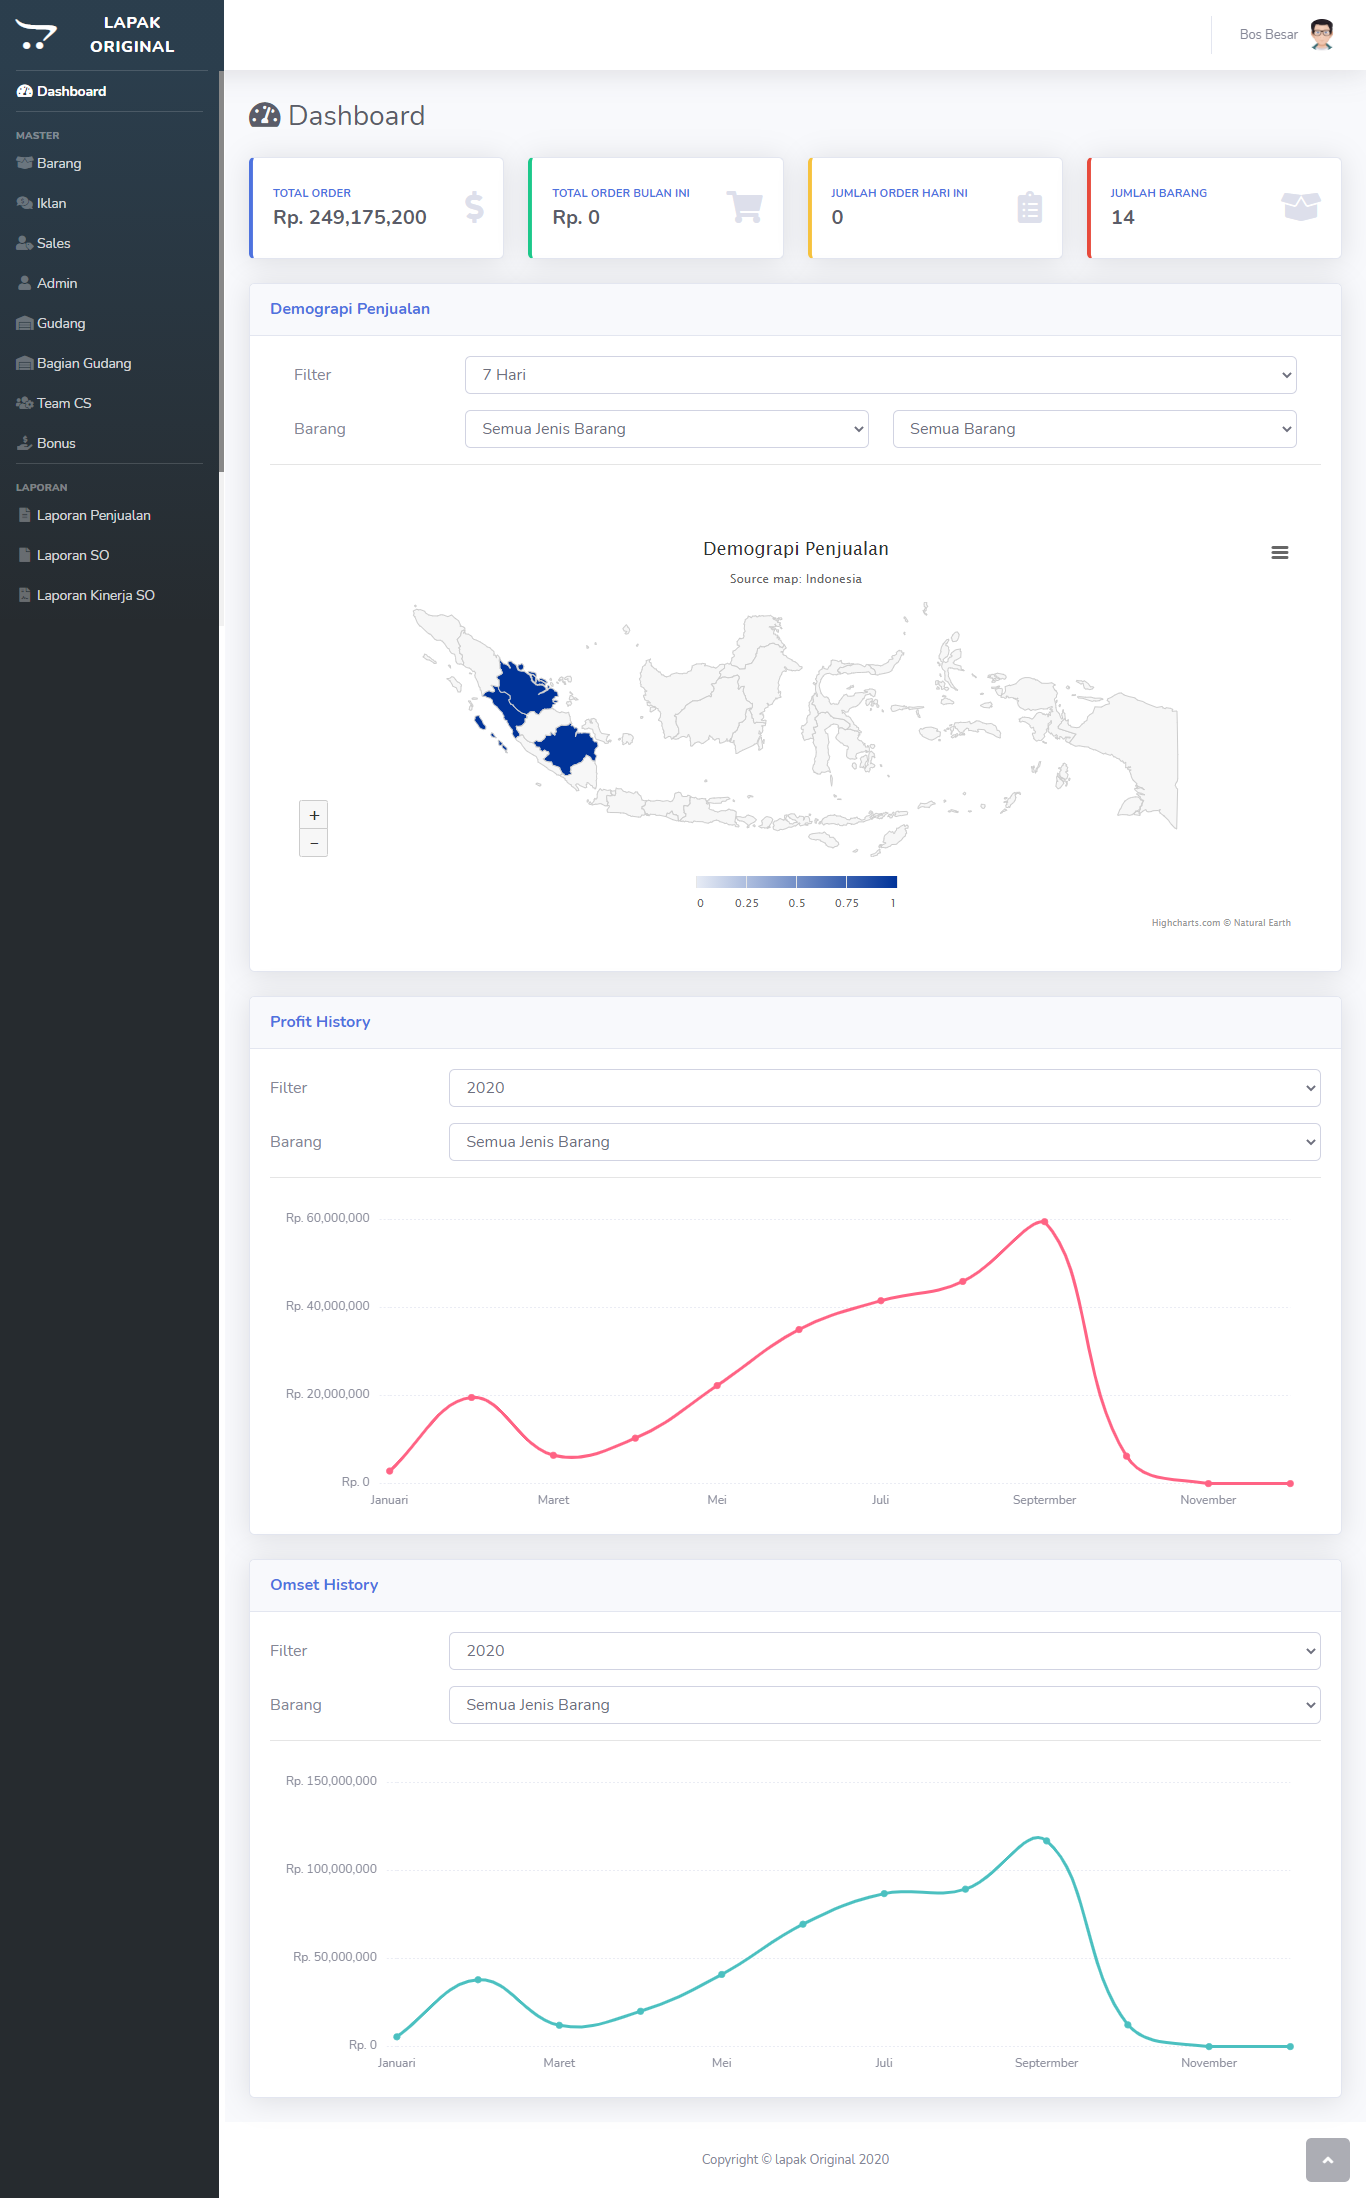 LAPAK
ORIGINAL
Bos Besar
Dashboard
MASTER
Barang
Iklan
Sales
Admin
Gudang
Bagian Gudang
Team CS
Bonus
LAPORAN
Laporan Penjualan
Laporan SO
Laporan Kinerja SO
Dashboard
TOTAL ORDER
Rp. 249,175,200
TOTAL ORDER BULAN INI
Rp. 0
JUMLAH ORDER HARI INI
0
JUMLAH BARANG
14
Demograpi Penjualan
Filter
7 Hari
Barang
Semua Jenis Barang
Semua Barang
Demograpi Penjualan
Source map: Indonesia
+
−
0 0.25 0.5 0.75 1
Highcharts.com © Natural Earth
Profit History
Filter
2020
Barang
Semua Jenis Barang
Rp. 60,000,000
Rp. 40,000,000
Rp. 20,000,000
Rp. 0
Januari Maret Mei Juli Septermber November
Omset History
Filter
2020
Barang
Semua Jenis Barang
Rp. 150,000,000
Rp. 100,000,000
Rp. 50,000,000
Rp. 0
Januari Maret Mei Juli Septermber November
Copyright © lapak Original 2020